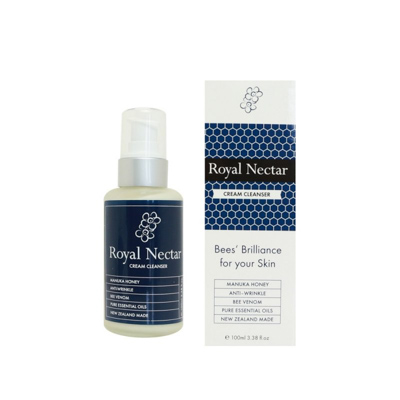 Royal Nectar
CREAM CLEANSER
MANUKA HONEY
ANTI-WRINKLE
BEE VENOM
PURE ESSENTIAL OILS
NEW ZEALAND MADE
Royal Nectar
CREAM CLEANSER
Bees' Brilliance
for your Skin
MANUKA HONEY
ANTI-WRINKLE
BEE VENOM
PURE ESSENTIAL OILS
NEW ZEALAND MADE
℮ 100ml 3.38 fl oz